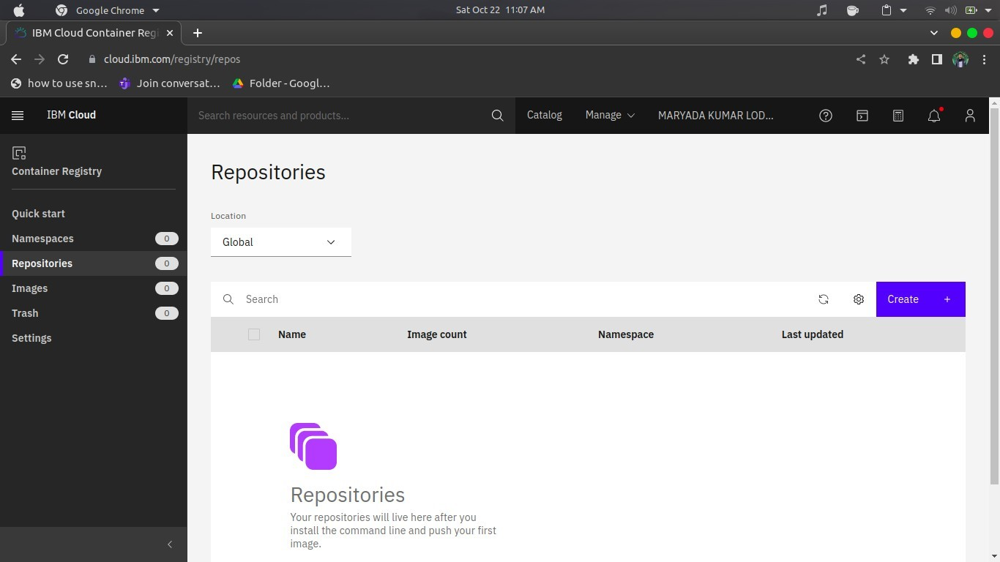 Google Chrome
Sat Oct 22 11:07 AM
IBM Cloud Container Reg
cloud.ibm.com/registry/repos
how to use sn...
Join conversat...
Folder - Googl...
IBM Cloud
Search resources and products...
Catalog
Manage
MARYADA KUMAR LOD...
Container Registry
Quick start
Namespaces 0
Repositories 0
Images 0
Trash 0
Settings
Repositories
Location
Global
Search
Create +
Name Image count Namespace Last updated
Repositories
Your repositories will live here after you
install the command line and push your first
image.